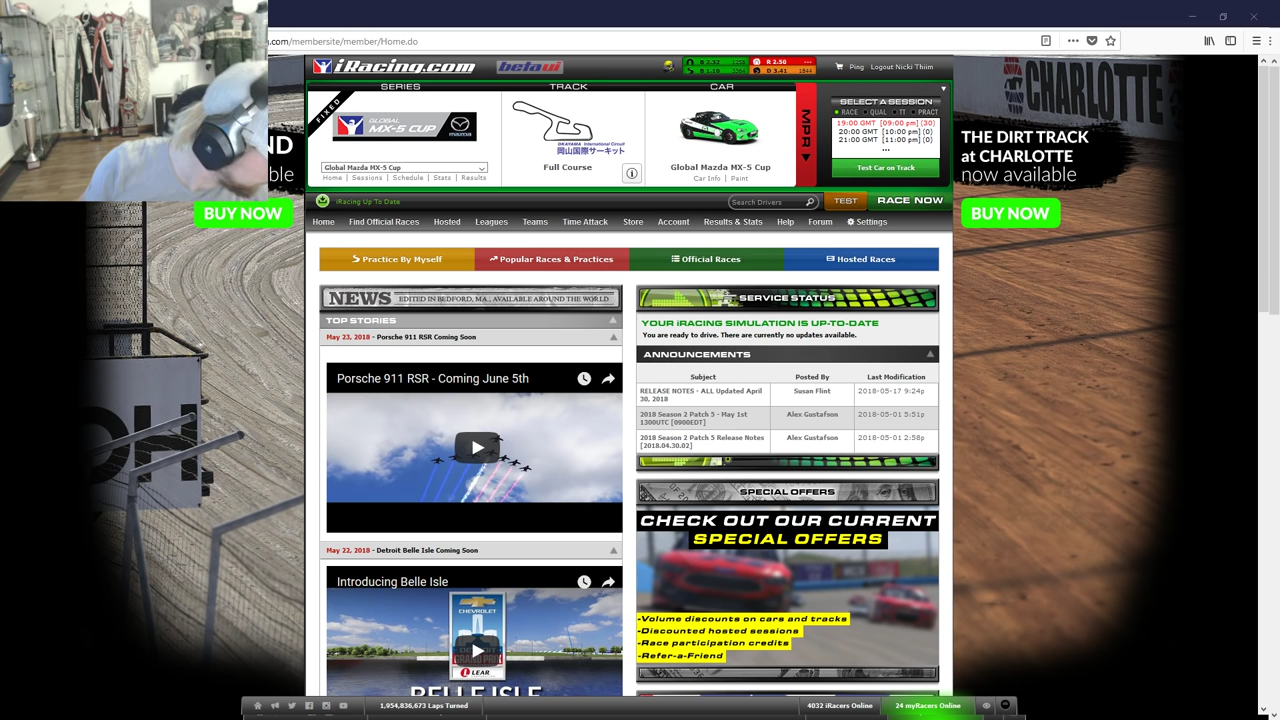 .com/membersite/member/Home.do
iRacing.com
betaui
R 2.50
D 3.41
1844
Ping
Logout Nicki Thiim
SERIES
TRACK
CAR
FIXED
GLOBAL
MX-5 CUP
mazda
OKAYAMA International Circuit
岡山国際サーキット
Global Mazda MX-5 Cup
Home | Sessions | Schedule | Stats | Results
Full Course
Global Mazda MX-5 Cup
Car Info | Paint
MPR
SELECT A SESSION
RACE QUAL TT PRACT
19:00 GMT [09:00 pm] (30)
20:00 GMT [10:00 pm] (0)
21:00 GMT [11:00 pm] (0)
...
Test Car on Track
iRacing Up To Date
Search Drivers
TEST
RACE NOW
Home
Find Official Races
Hosted
Leagues
Teams
Time Attack
Store
Account
Results & Stats
Help
Forum
Settings
Practice By Myself
Popular Races & Practices
Official Races
Hosted Races
NEWS
EDITED IN BEDFORD, MA., AVAILABLE AROUND THE WORLD
TOP STORIES
May 23, 2018 - Porsche 911 RSR Coming Soon
Porsche 911 RSR - Coming June 5th
May 22, 2018 - Detroit Belle Isle Coming Soon
Introducing Belle Isle
CHEVROLET
DETROIT
GRAND PRIX
LEAR
BELLE ISLE
SERVICE STATUS
YOUR iRACING SIMULATION IS UP-TO-DATE
You are ready to drive. There are currently no updates available.
ANNOUNCEMENTS
Subject
Posted By
Last Modification
RELEASE NOTES - ALL Updated April
30, 2018
Susan Flint
2018-05-17 9:24p
2018 Season 2 Patch 5 - May 1st
1300UTC [0900EDT]
Alex Gustafson
2018-05-01 5:51p
2018 Season 2 Patch 5 Release Notes
[2018.04.30.02]
Alex Gustafson
2018-05-01 2:58p
SPECIAL OFFERS
CHECK OUT OUR CURRENT
SPECIAL OFFERS
-Volume discounts on cars and tracks
-Discounted hosted sessions
-Race participation credits
-Refer-a-Friend
CHARLOTTE
THE DIRT TRACK
at CHARLOTTE
now available
BUY NOW
ND
ble
BUY NOW
1,954,836,673 Laps Turned
4032 iRacers Online
24 myRacers Online